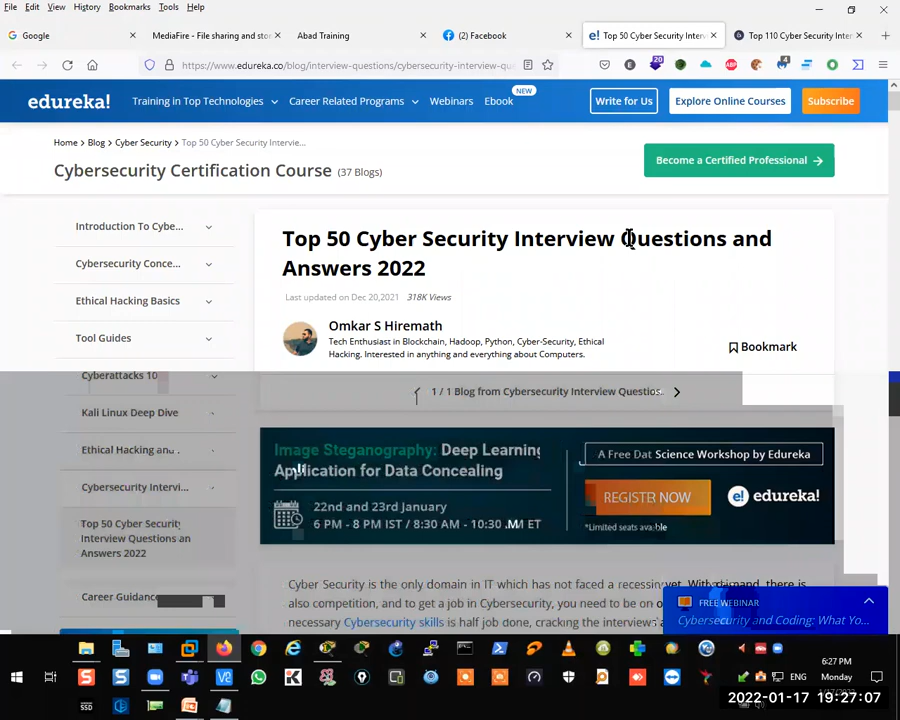 File Edit View History Bookmarks Tools Help
Google × MediaFire - File sharing and stor × Abad Training × (2) Facebook × Top 50 Cyber Security Interview × Top 110 Cyber Security Inter ×
https://www.edureka.co/blog/interview-questions/cybersecurity-interview-qu
20 ABP 4
edureka! Training in Top Technologies Career Related Programs Webinars Ebook NEW Write for Us Explore Online Courses Subscribe
Home > Blog > Cyber Security > Top 50 Cyber Security Intervie...
Cybersecurity Certification Course (37 Blogs)
Become a Certified Professional →
Introduction To Cybe...
Cybersecurity Conce...
Ethical Hacking Basics
Tool Guides
Cyberattacks 10
Kali Linux Deep Dive
Ethical Hacking and
Cybersecurity Intervi...
Top 50 Cyber Security
Interview Questions an
Answers 2022
Career Guidance
Top 50 Cyber Security Interview Questions and
Answers 2022
Last updated on Dec 20,2021 318K Views
Omkar S Hiremath
Tech Enthusiast in Blockchain, Hadoop, Python, Cyber-Security, Ethical
Hacking. Interested in anything and everything about Computers.
Bookmark
1 / 1 Blog from Cybersecurity Interview Question
Image Steganography: Deep Learning
Application for Data Concealing
22nd and 23rd January
6 PM - 8 PM IST / 8:30 AM - 10:30 AM ET
A Free Dat Science Workshop by Edureka
REGISTR NOW
edureka!
*Limited seats available
Cyber Security is the only domain in IT which has not faced a recession yet. With demand, there is
also competition, and to get a job in Cybersecurity, you need to be on
necessary Cybersecurity skills is half job done, cracking the interview
FREE WEBINAR
Cybersecurity and Coding: What Yo...
ENG
6:27 PM
Monday
SSD
2022-01-17 19:27:07